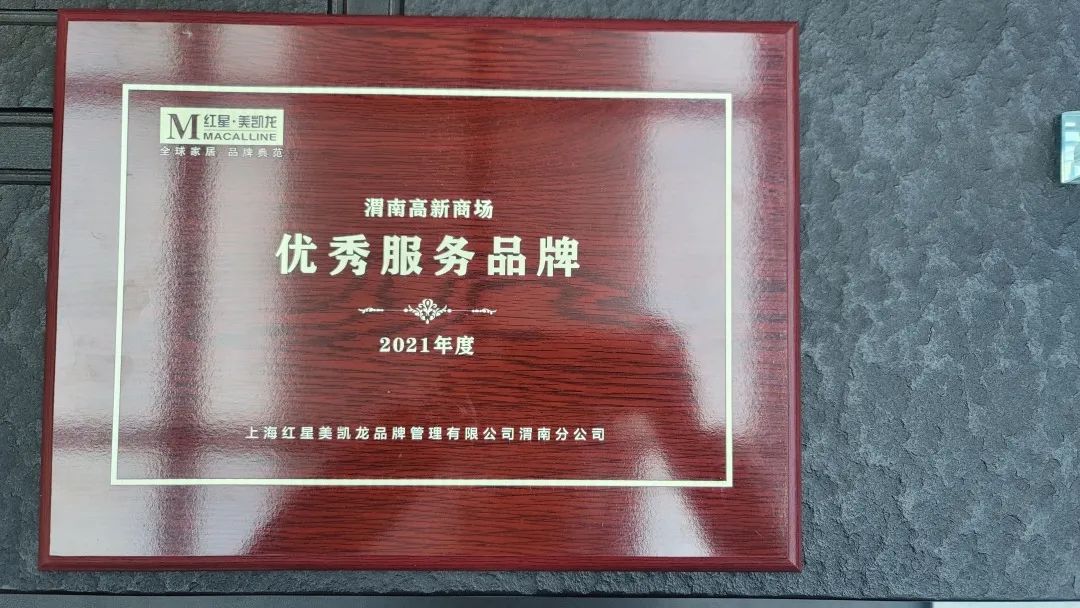 M 红星·美凯龙
MACALLINE
全球家居 品牌典范
渭南高新商场
优秀服务品牌
2021年度
上海红星美凯龙品牌管理有限公司渭南分公司